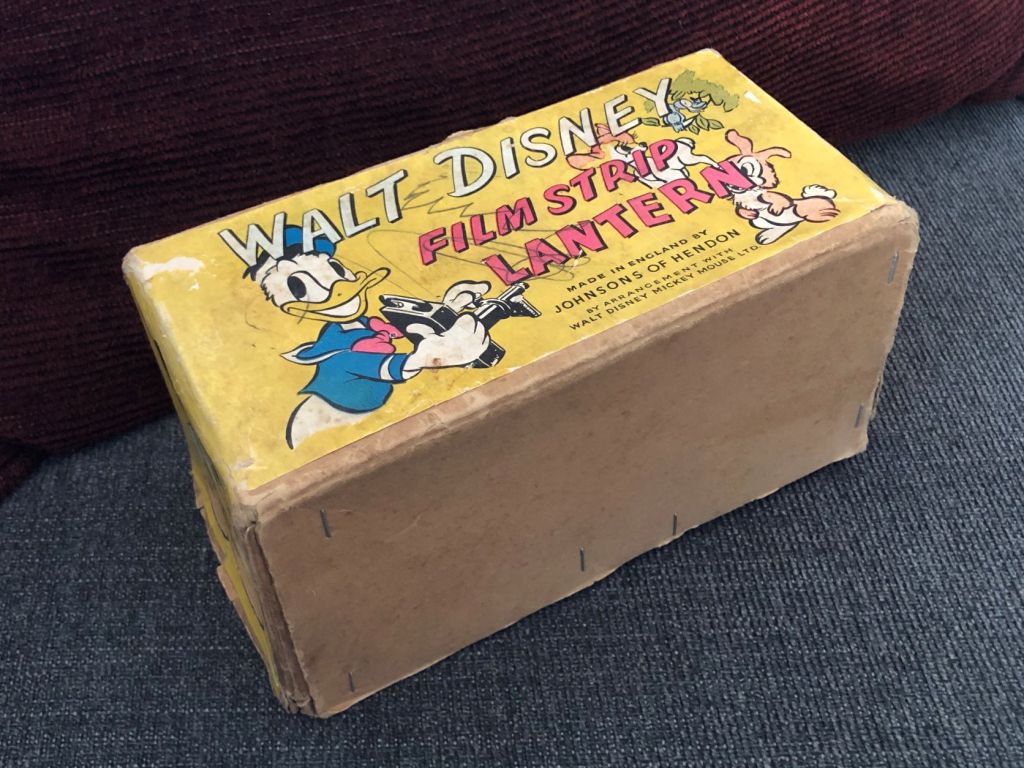 WALT DISNEY
FILM STRIP
LANTERN
MADE IN ENGLAND BY
JOHNSONS OF HENDON
BY ARRANGEMENT WITH
WALT DISNEY MICKEY MOUSE LTD.